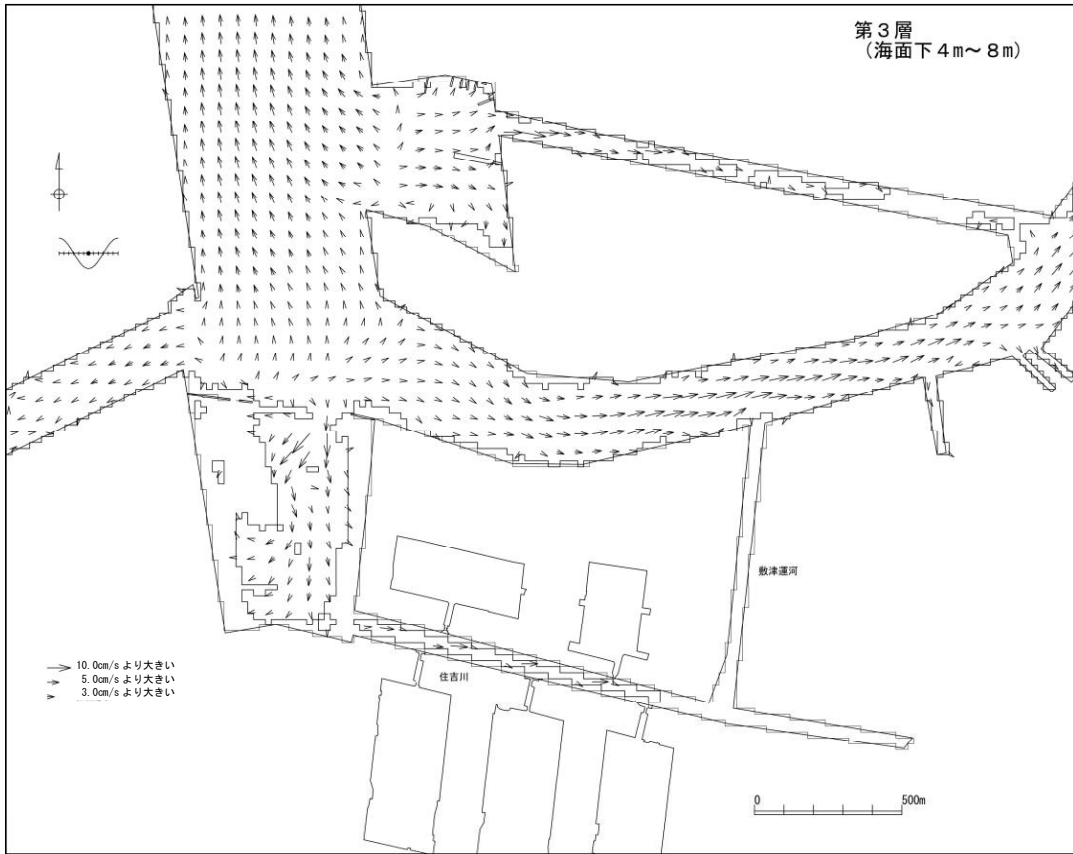 第３層
（海面下４ｍ～８ｍ）
敷津運河
10.0cm/s より大きい
5.0cm/s より大きい
3.0cm/s より大きい
住吉川
0 500m